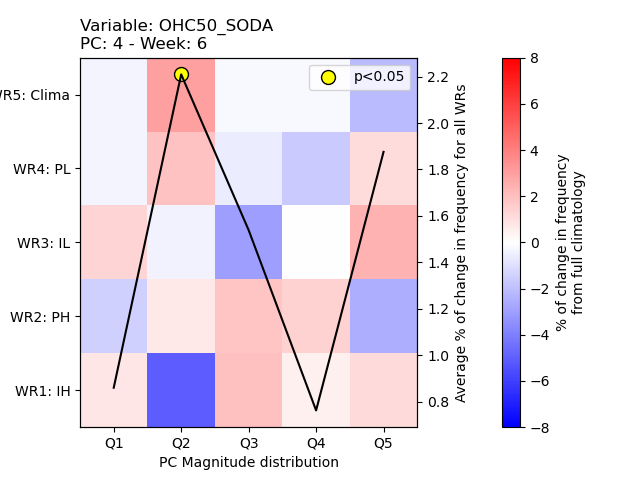 Variable: OHC50_SODA
PC: 4 - Week: 6
p<0.05
WR5: Clima
WR4: PL
WR3: IL
WR2: PH
WR1: IH
Q1 Q2 Q3 Q4 Q5
PC Magnitude distribution
2.2
2.0
1.8
1.6
1.4
1.2
1.0
0.8
Average % of change in frequency for all WRs
8
6
4
2
0
−2
−4
−6
−8
% of change in frequency
from full climatology